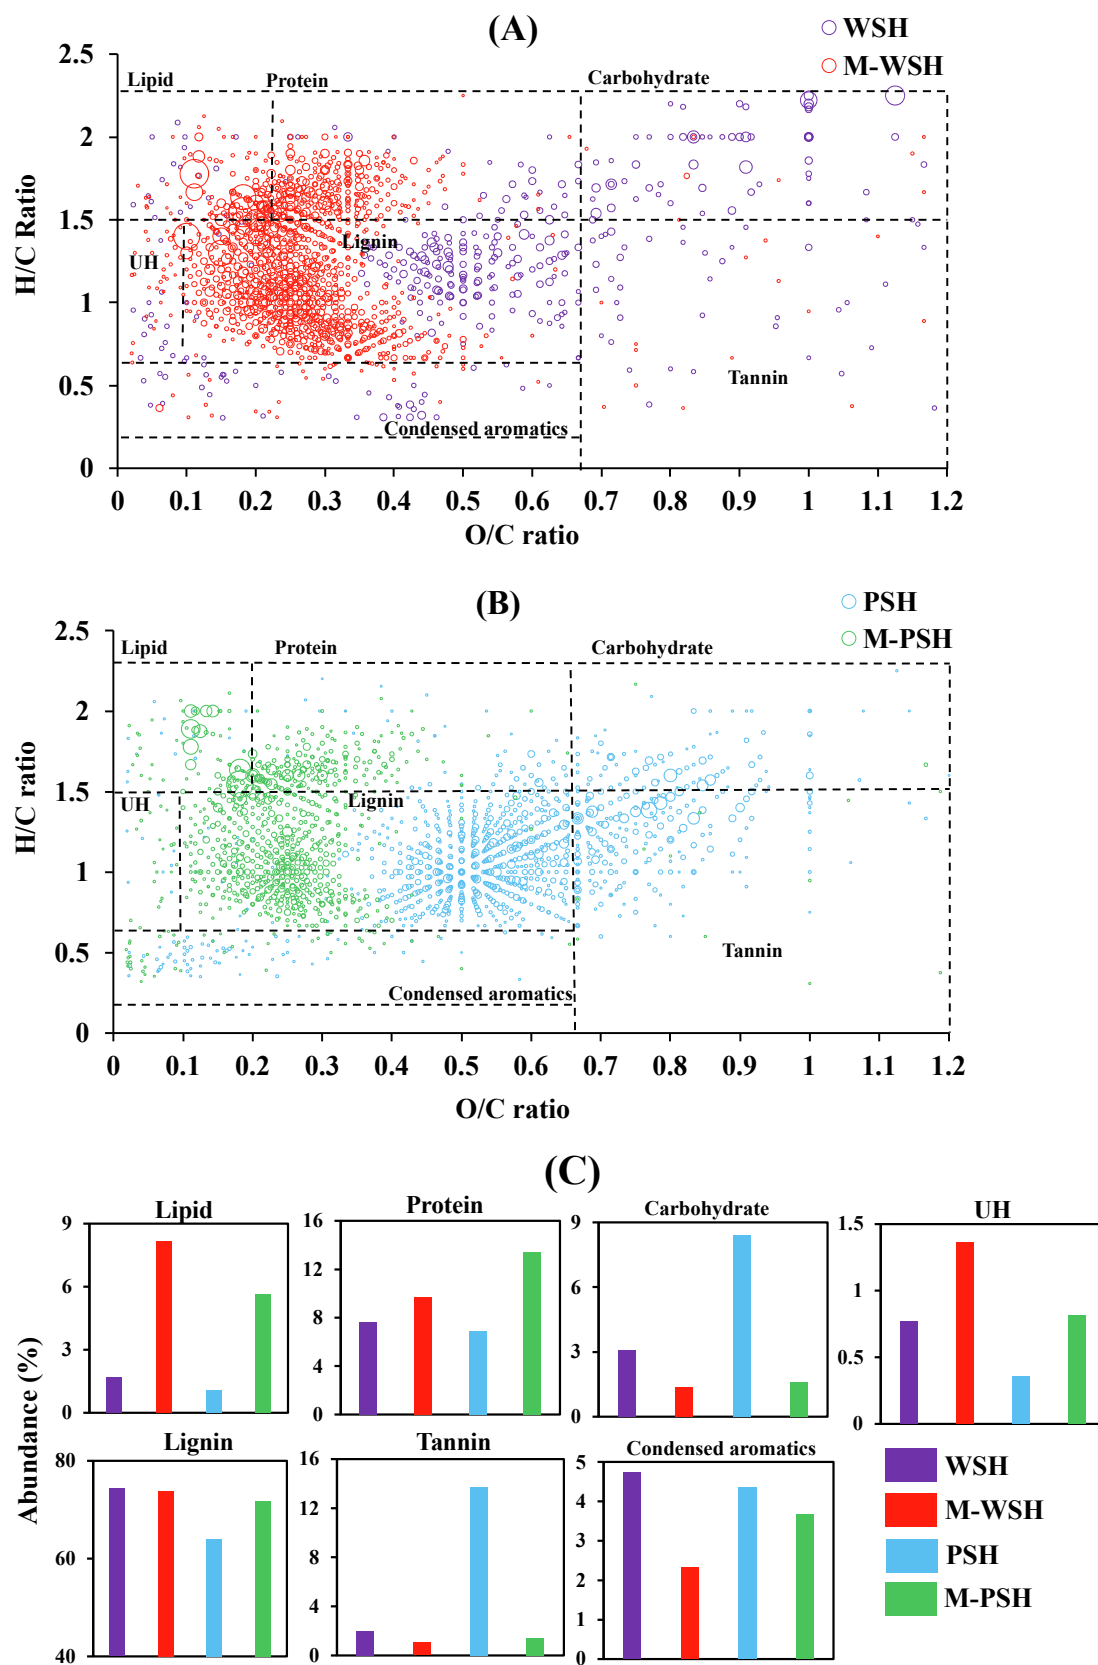 (A)
WSH
M-WSH
2.5
Lipid
Protein
Carbohydrate
2
H/C Ratio
1.5
Lignin
UH
1
0.5
Tannin
Condensed aromatics
0
0 0.1 0.2 0.3 0.4 0.5 0.6 0.7 0.8 0.9 1 1.1 1.2
O/C ratio
(B)
PSH
M-PSH
2.5
Lipid
Protein
Carbohydrate
2
H/C ratio
1.5
UH
Lignin
1
0.5
Tannin
Condensed aromatics
0
0 0.1 0.2 0.3 0.4 0.5 0.6 0.7 0.8 0.9 1 1.1 1.2
O/C ratio
(C)
Abundance (%)
Lipid
9
6
3
0
Protein
16
12
8
4
0
Carbohydrate
9
6
3
0
UH
1.5
1
0.5
0
Lignin
80
60
40
Tannin
16
12
8
4
0
Condensed aromatics
5
4
3
2
1
0
WSH
M-WSH
PSH
M-PSH